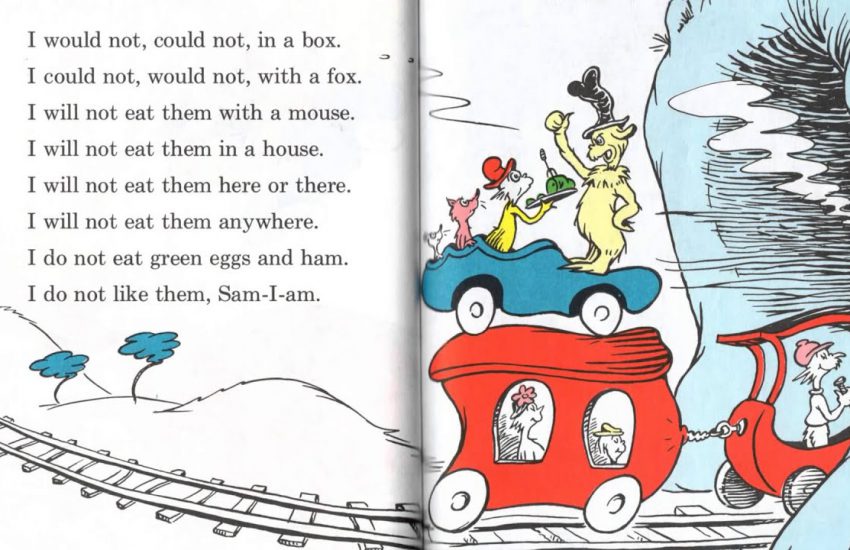 I would not, could not, in a box.
I could not, would not, with a fox.
I will not eat them with a mouse.
I will not eat them in a house.
I will not eat them here or there.
I will not eat them anywhere.
I do not eat green eggs and ham.
I do not like them, Sam-I-am.